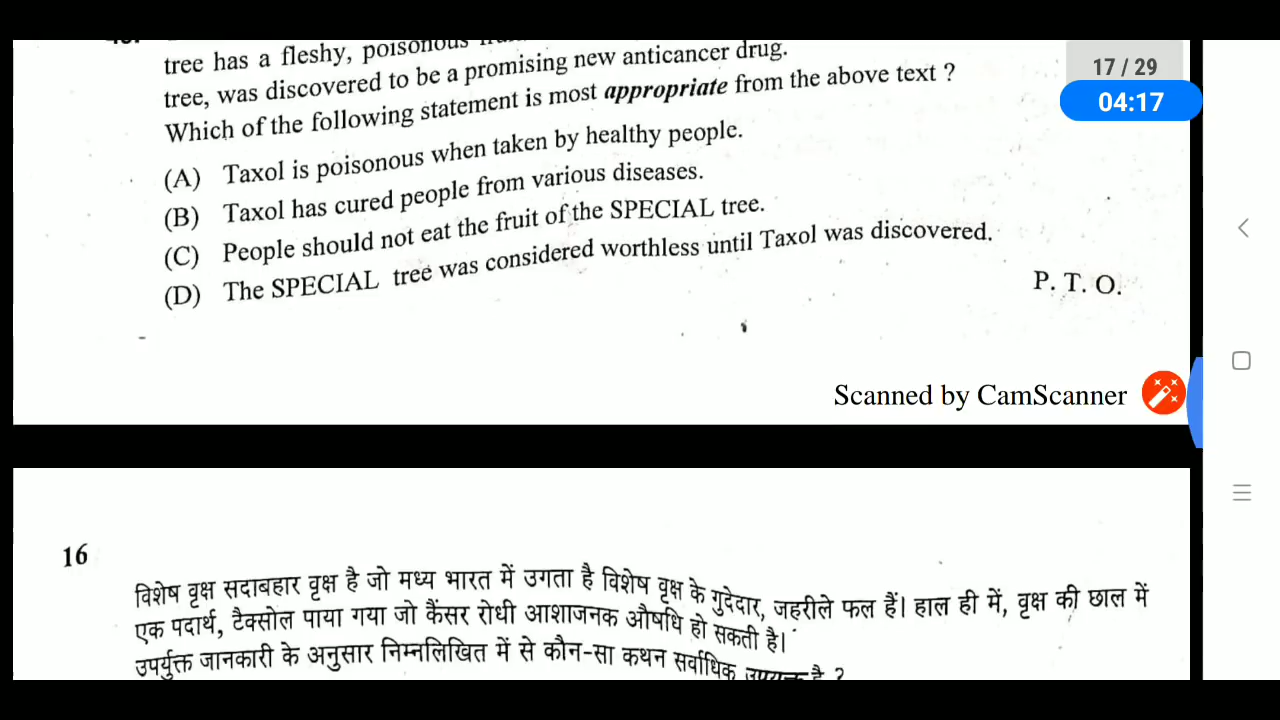 tree has a fleshy, poisonous
tree, was discovered to be a promising new anticancer drug.
Which of the following statement is most appropriate from the above text ?
(A) Taxol is poisonous when taken by healthy people.
(B) Taxol has cured people from various diseases.
(C) People should not eat the fruit of the SPECIAL tree.
(D) The SPECIAL tree was considered worthless until Taxol was discovered.
P. T. O.
17 / 29
04:17
Scanned by CamScanner
16
विशेष वृक्ष सदाबहार वृक्ष है जो मध्य भारत में उगता है विशेष वृक्ष के गुदेदार, जहरीले फल हैं। हाल ही में, वृक्ष की छाल में
एक पदार्थ, टैक्सोल पाया गया जो कैंसर रोधी आशाजनक औषधि हो सकती है।
उपर्युक्त जानकारी के अनुसार निम्नलिखित में से कौन-सा कथन सर्वाधिक उपयुक्त है ?